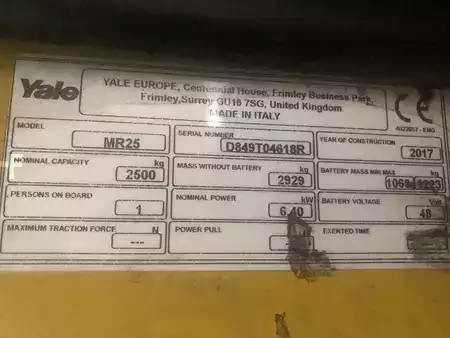 Yale
YALE EUROPE, Centennial House, Frimley Business Park,
Frimley,Surrey GU16 7SG, United Kingdom
MADE IN ITALY
CE
MODEL
MR25
SERIAL NUMBER
D849T04618R
YEAR OF CONSTRUCTION
2017
NOMINAL CAPACITY kg
2500
MASS WITHOUT BATTERY kg
2929
BATTERY MASS MIN MAX kg
PERSONS ON BOARD
1
NOMINAL POWER kW
6,40
BATTERY VOLTAGE Volt
48
MAXIMUM TRACTION FORCE N
---
POWER PULL
EXERTED TIME